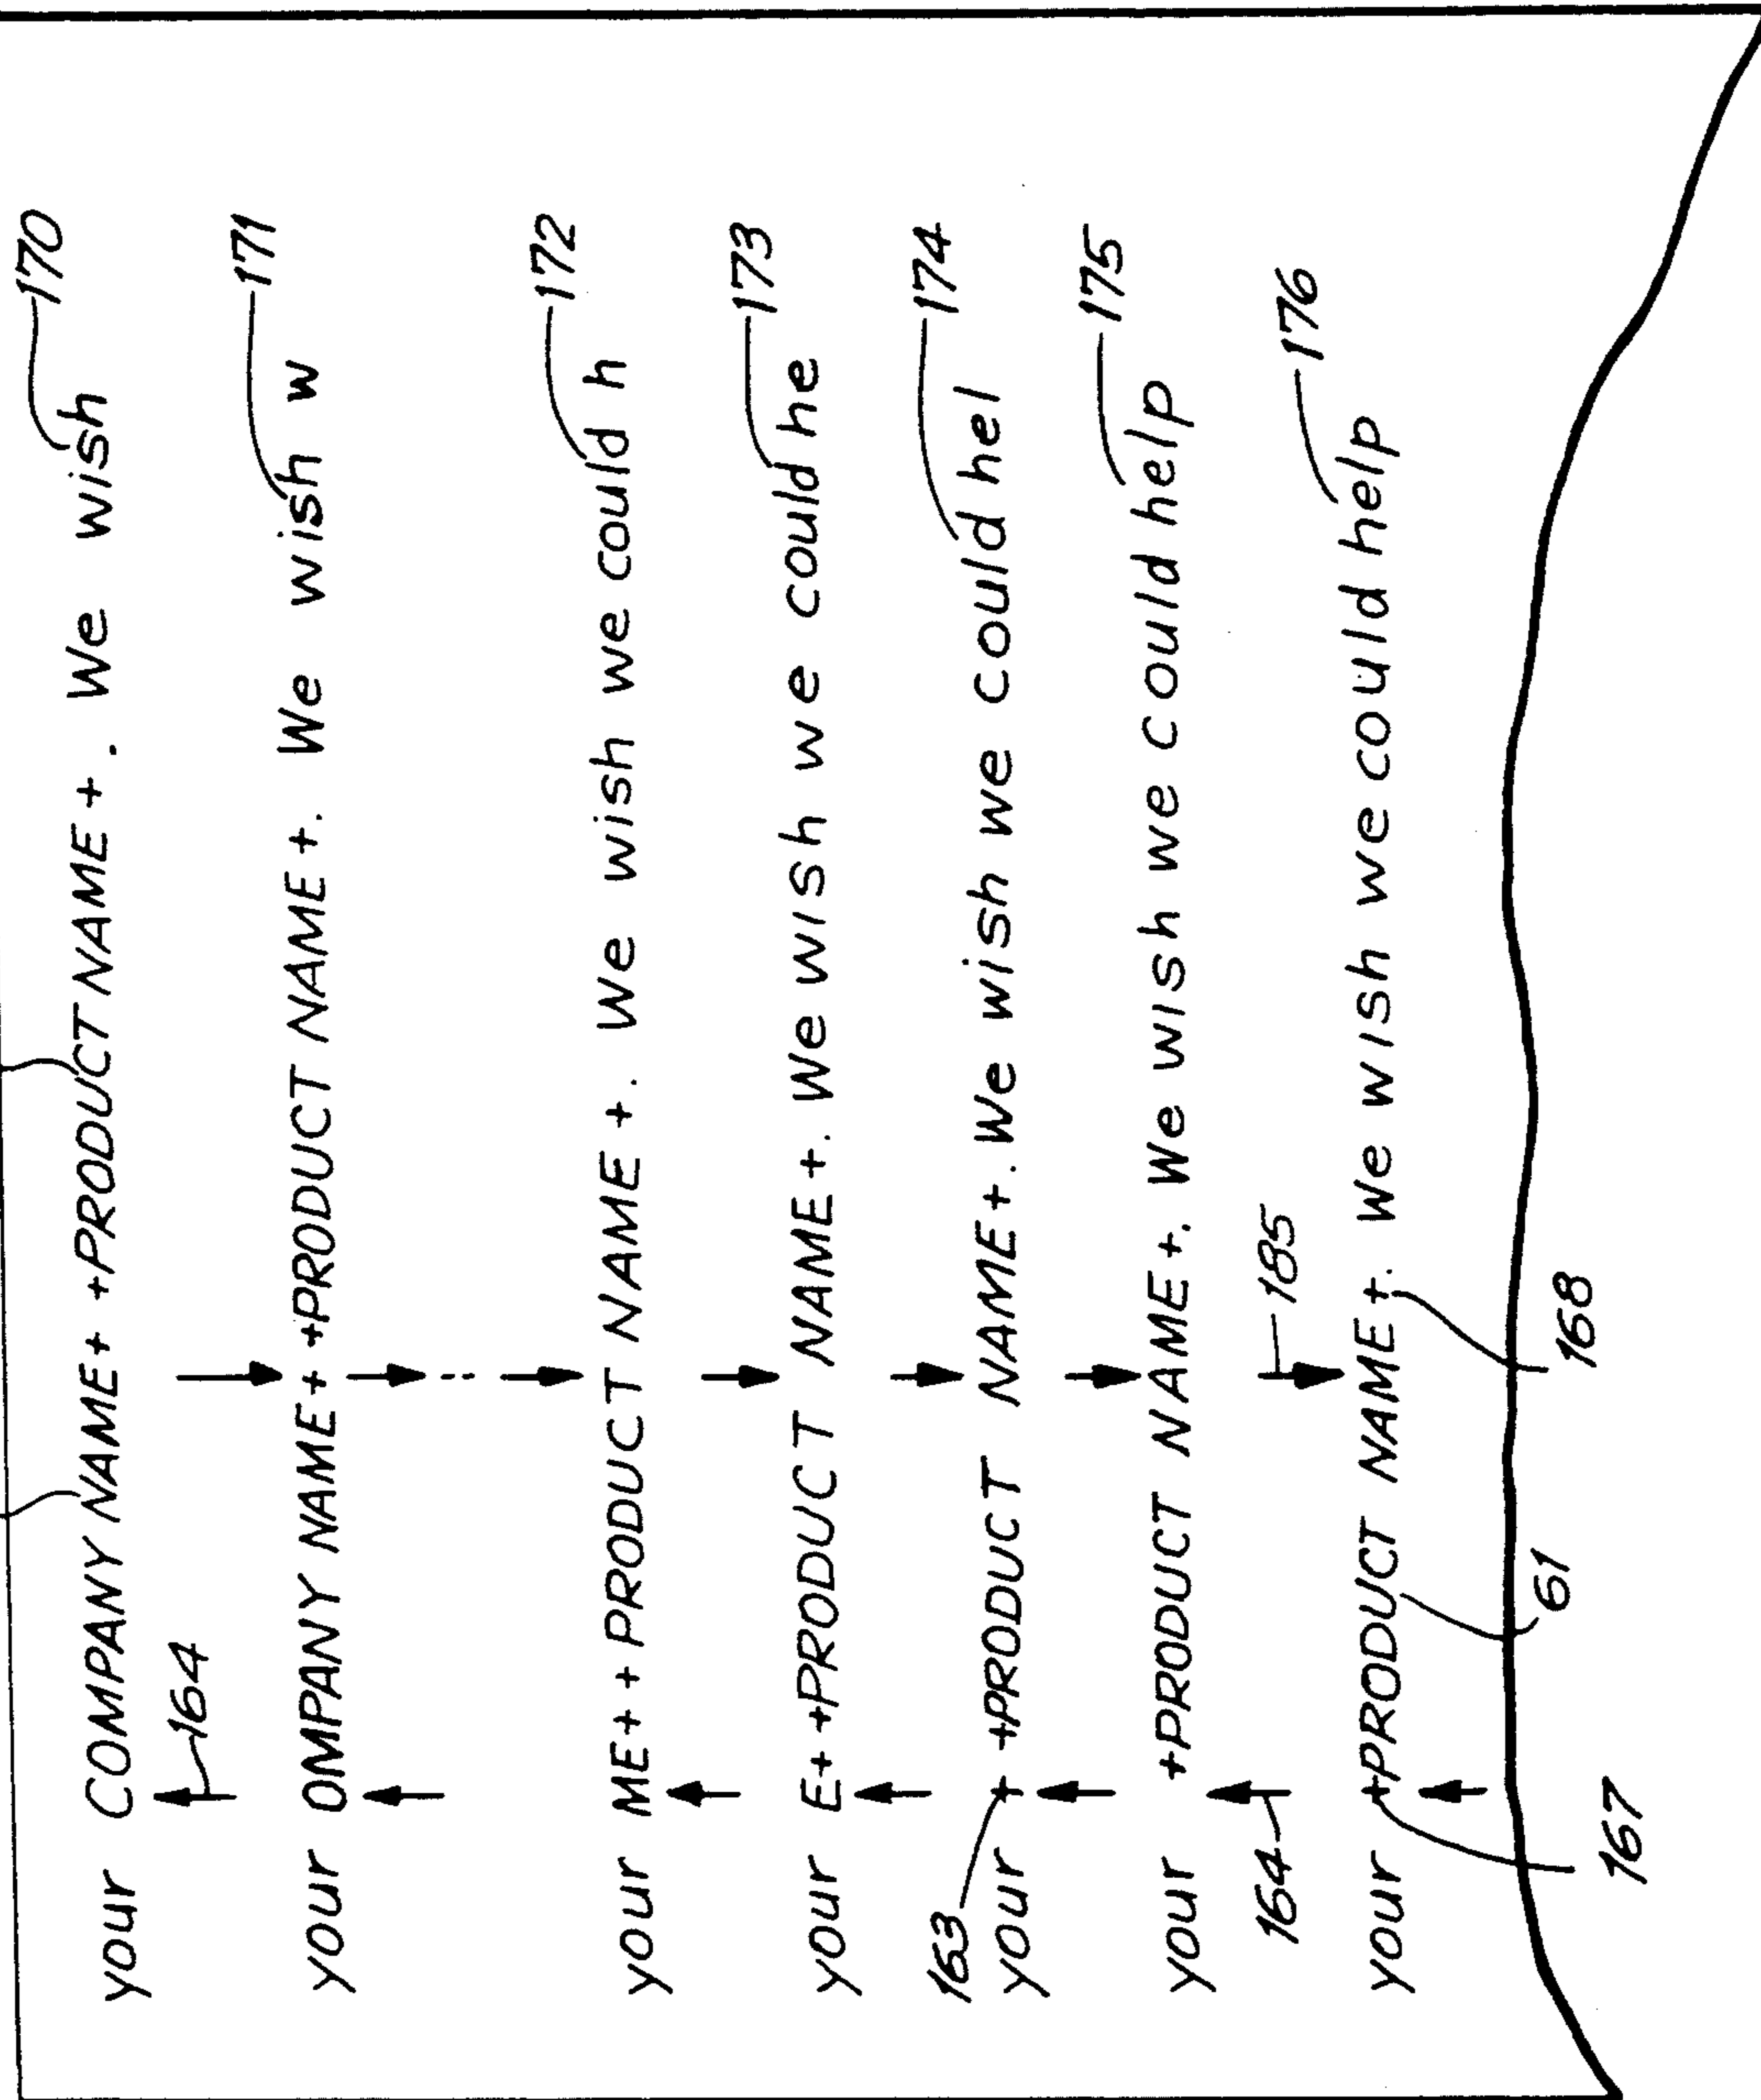 your COMPANY NAME+ +PRODUCT NAME+. We wish 170
164
your OMPANY NAME+ +PRODUCT NAME+. We wish w 171
your ME+ +PRODUCT NAME+. We wish we could h 172
your E+ +PRODUCT NAME+. We wish we could he 173
163
your + +PRODUCT NAME+. We wish we could hel 174
your +PRODUCT NAME+. We wish we could help 175
164 185
your +PRODUCT NAME+. We wish we could help 176
167 61 168